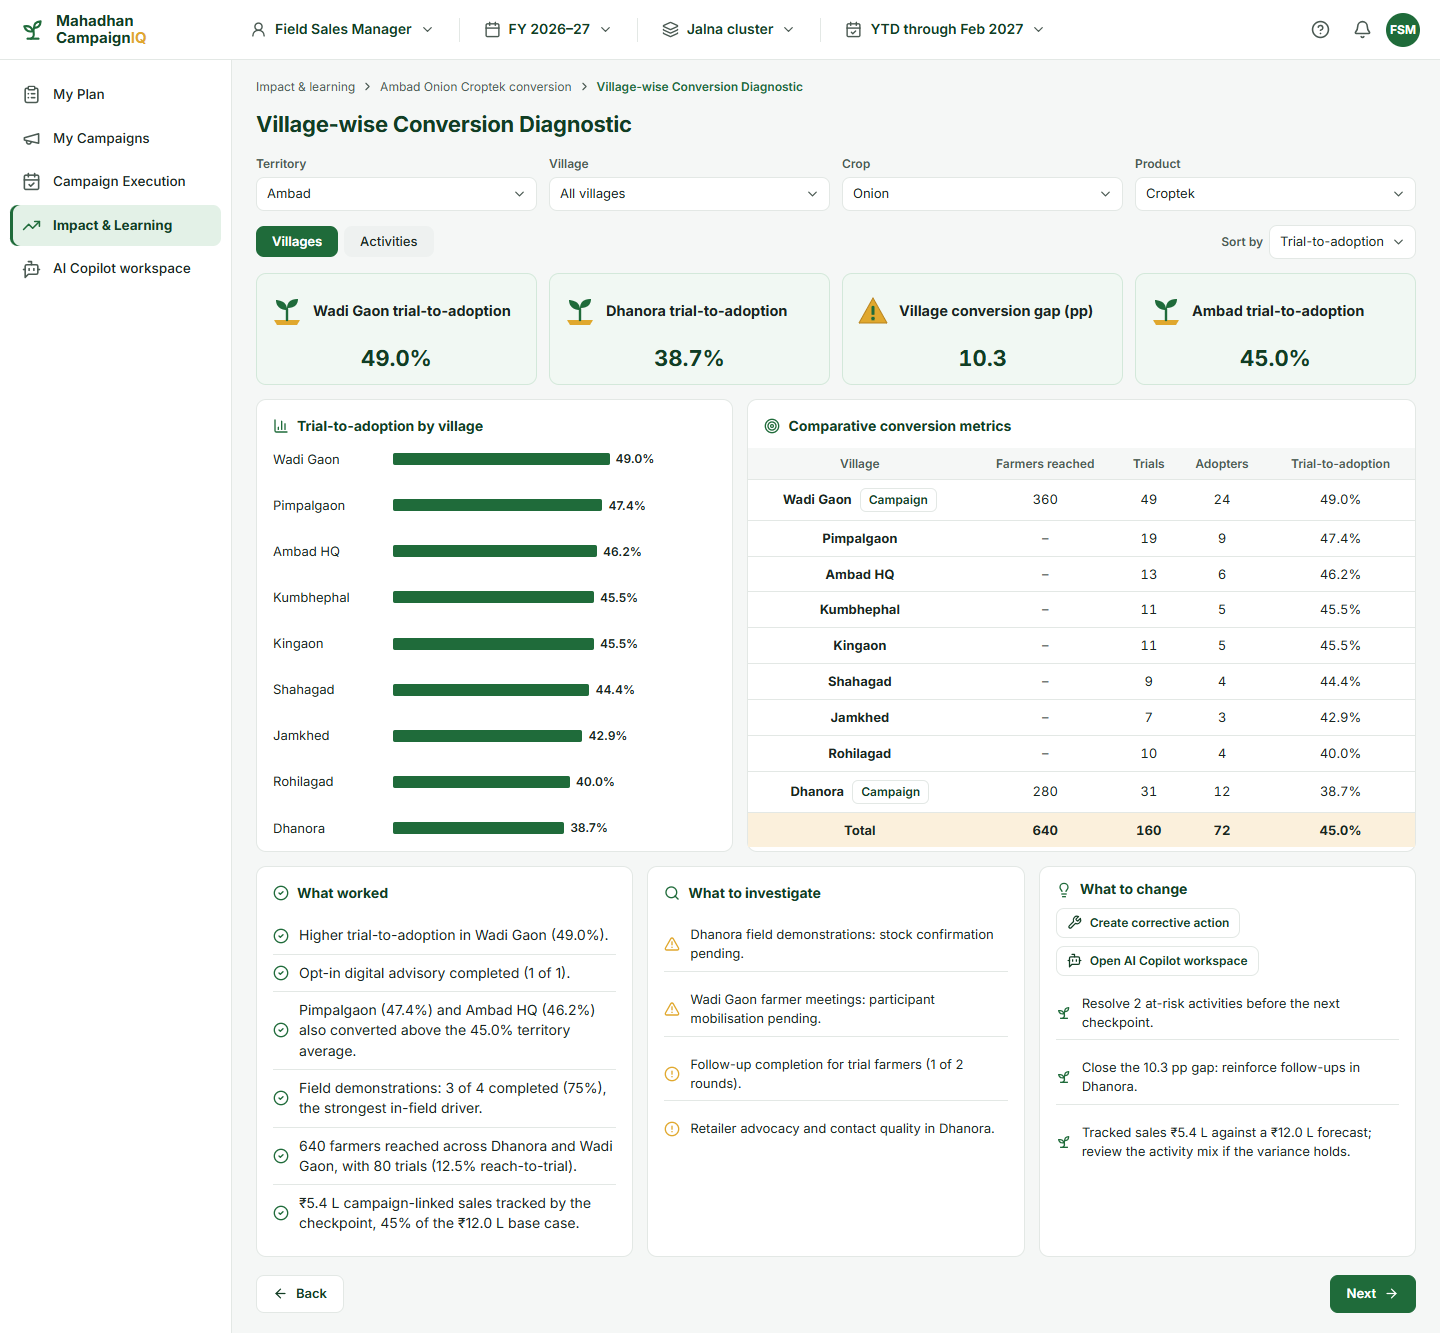 Mahadhan
CampaignIQ
Field Sales Manager
FY 2026–27
Jalna cluster
YTD through Feb 2027
FSM
My Plan
My Campaigns
Campaign Execution
Impact & Learning
AI Copilot workspace
Impact & learning > Ambad Onion Croptek conversion > Village-wise Conversion Diagnostic
Village-wise Conversion Diagnostic
Territory Village Crop Product
Ambad All villages Onion Croptek
Villages Activities Sort by Trial-to-adoption
Wadi Gaon trial-to-adoption
49.0%
Dhanora trial-to-adoption
38.7%
Village conversion gap (pp)
10.3
Ambad trial-to-adoption
45.0%
Trial-to-adoption by village
Wadi Gaon 49.0%
Pimpalgaon 47.4%
Ambad HQ 46.2%
Kumbhephal 45.5%
Kingaon 45.5%
Shahagad 44.4%
Jamkhed 42.9%
Rohilagad 40.0%
Dhanora 38.7%
Comparative conversion metrics
Village Farmers reached Trials Adopters Trial-to-adoption
Wadi Gaon Campaign 360 49 24 49.0%
Pimpalgaon – 19 9 47.4%
Ambad HQ – 13 6 46.2%
Kumbhephal – 11 5 45.5%
Kingaon – 11 5 45.5%
Shahagad – 9 4 44.4%
Jamkhed – 7 3 42.9%
Rohilagad – 10 4 40.0%
Dhanora Campaign 280 31 12 38.7%
Total 640 160 72 45.0%
What worked
Higher trial-to-adoption in Wadi Gaon (49.0%).
Opt-in digital advisory completed (1 of 1).
Pimpalgaon (47.4%) and Ambad HQ (46.2%)
also converted above the 45.0% territory
average.
Field demonstrations: 3 of 4 completed (75%),
the strongest in-field driver.
640 farmers reached across Dhanora and Wadi
Gaon, with 80 trials (12.5% reach-to-trial).
₹5.4 L campaign-linked sales tracked by the
checkpoint, 45% of the ₹12.0 L base case.
What to investigate
Dhanora field demonstrations: stock confirmation
pending.
Wadi Gaon farmer meetings: participant
mobilisation pending.
Follow-up completion for trial farmers (1 of 2
rounds).
Retailer advocacy and contact quality in Dhanora.
What to change
Create corrective action
Open AI Copilot workspace
Resolve 2 at-risk activities before the next
checkpoint.
Close the 10.3 pp gap: reinforce follow-ups in
Dhanora.
Tracked sales ₹5.4 L against a ₹12.0 L forecast;
review the activity mix if the variance holds.
← Back
Next →